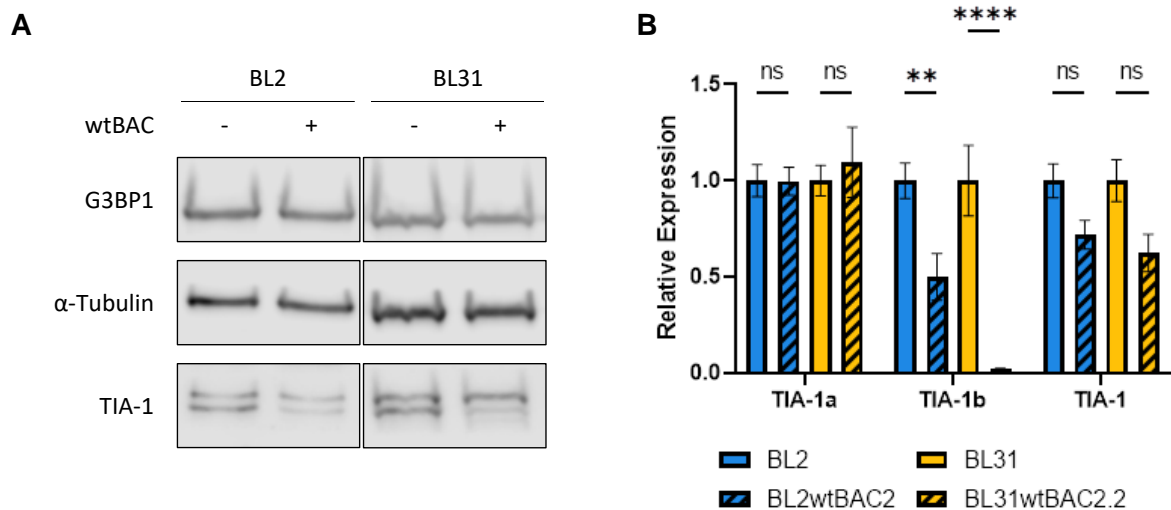 A
BL2 BL31
wtBAC - + - +
G3BP1
α-Tubulin
TIA-1
B
****
ns ns ** ns ns
1.5
1.0
0.5
0.0
Relative Expression
TIA-1a TIA-1b TIA-1
BL2 BL31
BL2wtBAC2 BL31wtBAC2.2